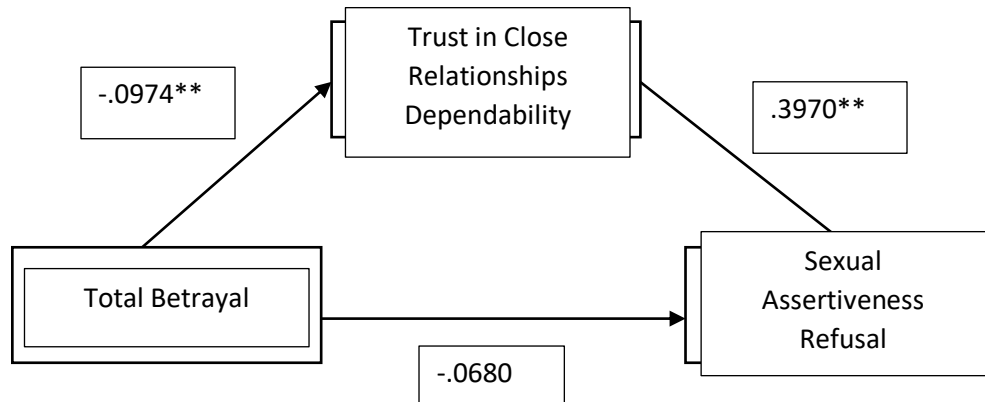 Trust in Close
Relationships
Dependability
-.0974**
.3970**
Total Betrayal
Sexual
Assertiveness
Refusal
-.0680